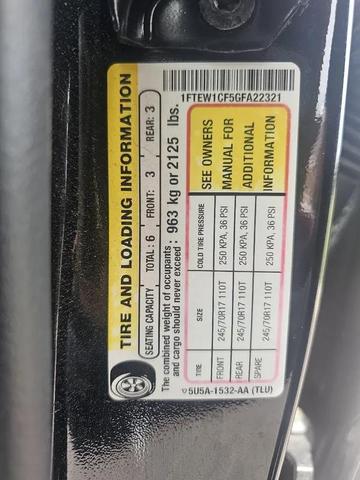 TIRE AND LOADING INFORMATION
SEATING CAPACITY TOTAL: 6 FRONT: 3 REAR: 3
The combined weight of occupants
and cargo should never exceed: 963 kg or 2125 lbs.
TIRE SIZE COLD TIRE PRESSURE SEE OWNERS
MANUAL FOR
ADDITIONAL
INFORMATION
FRONT 245/70R17 110T 250 KPA, 36 PSI
REAR 245/70R17 110T 250 KPA, 36 PSI
SPARE 245/70R17 110T 250 KPA, 36 PSI
5U5A-1532-AA (TLU)
1FTEW1CF5GFA22321